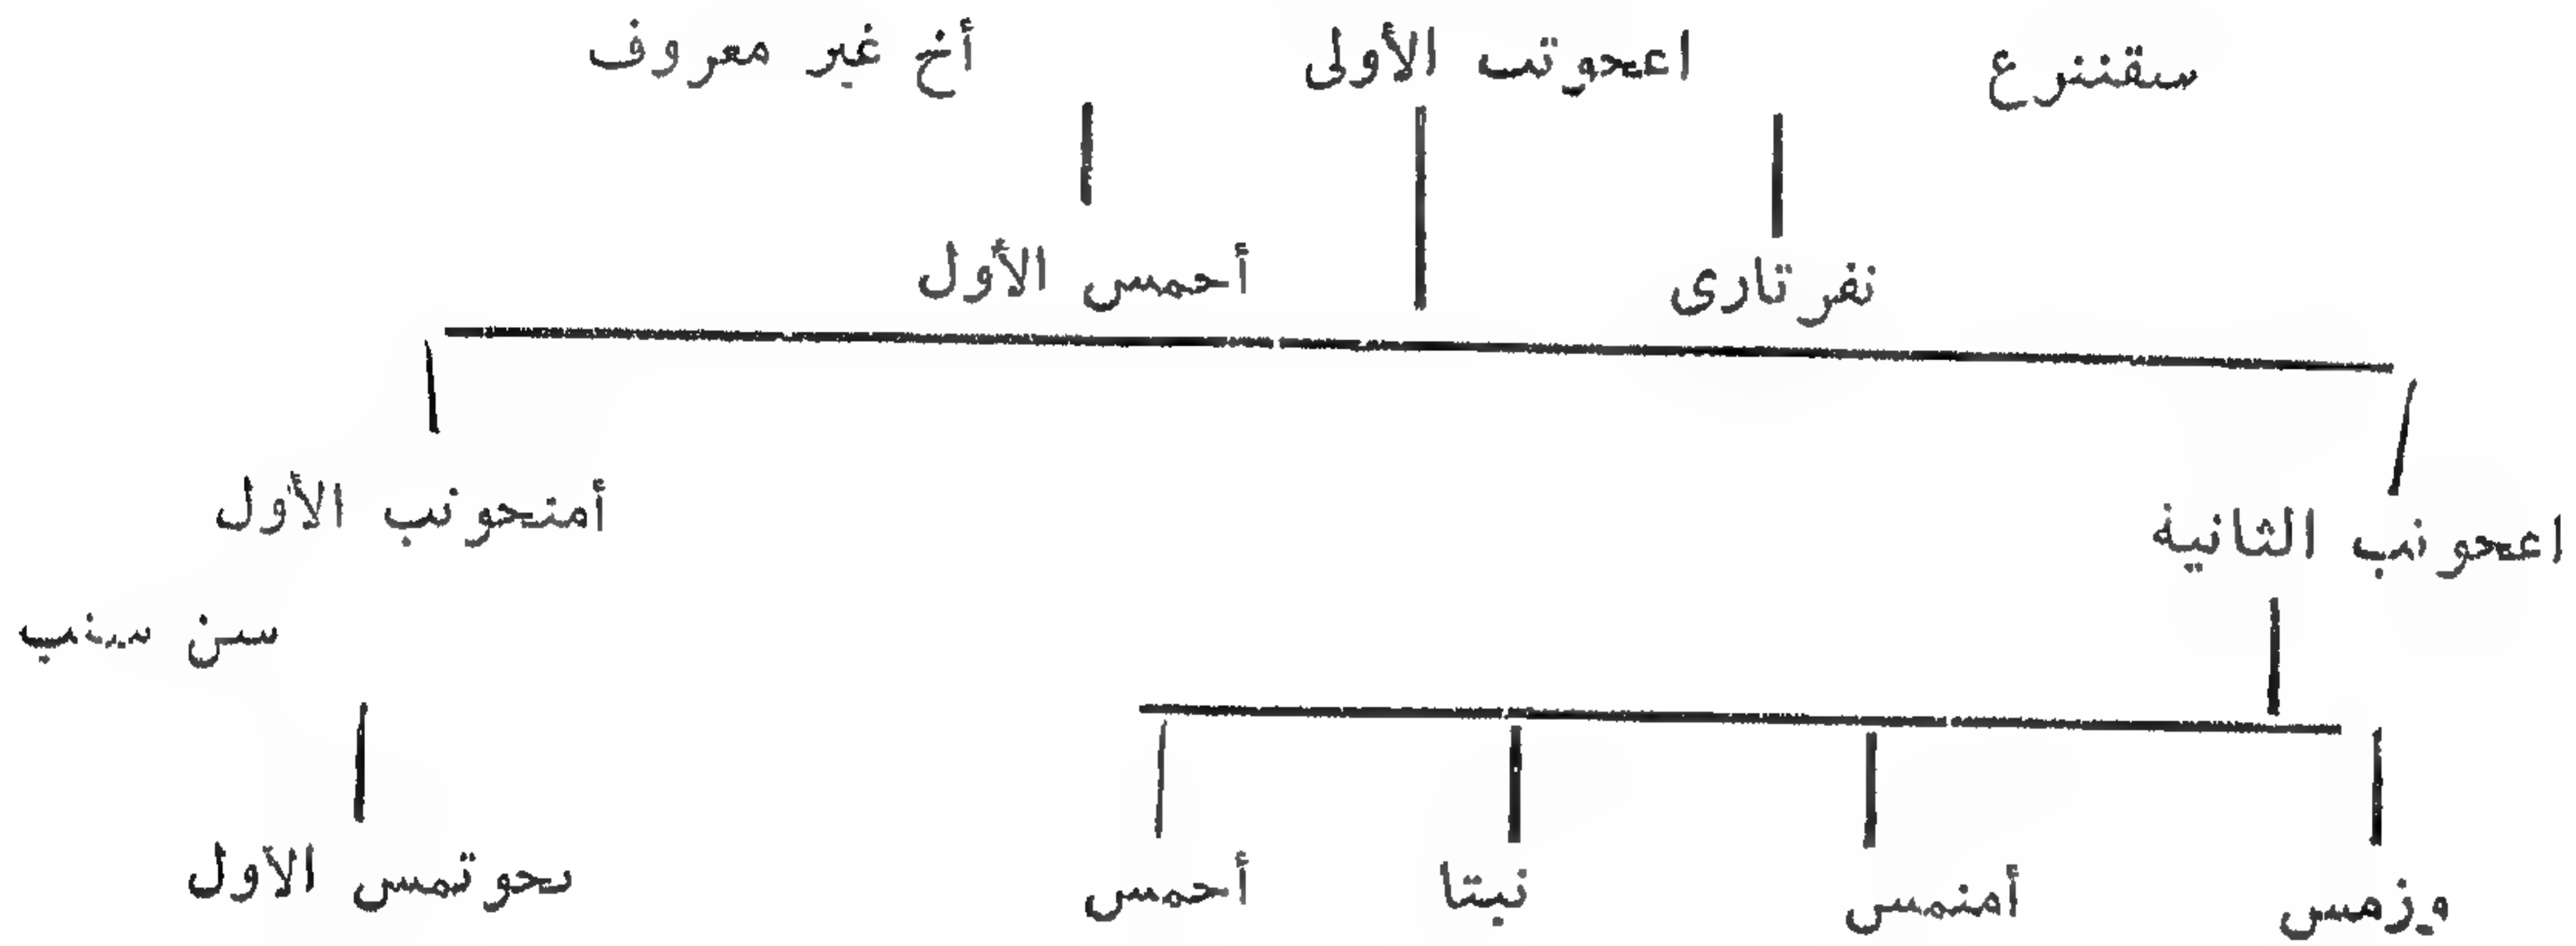 سقننرع اعحوتب الأولى أخ غير معروف
نفرتارى أحمس الأول
اعحوتب الثانية أمنحوتب الأول
سن سينب
وزمس أمنمس نبتا أحمس تحوتمس الأول